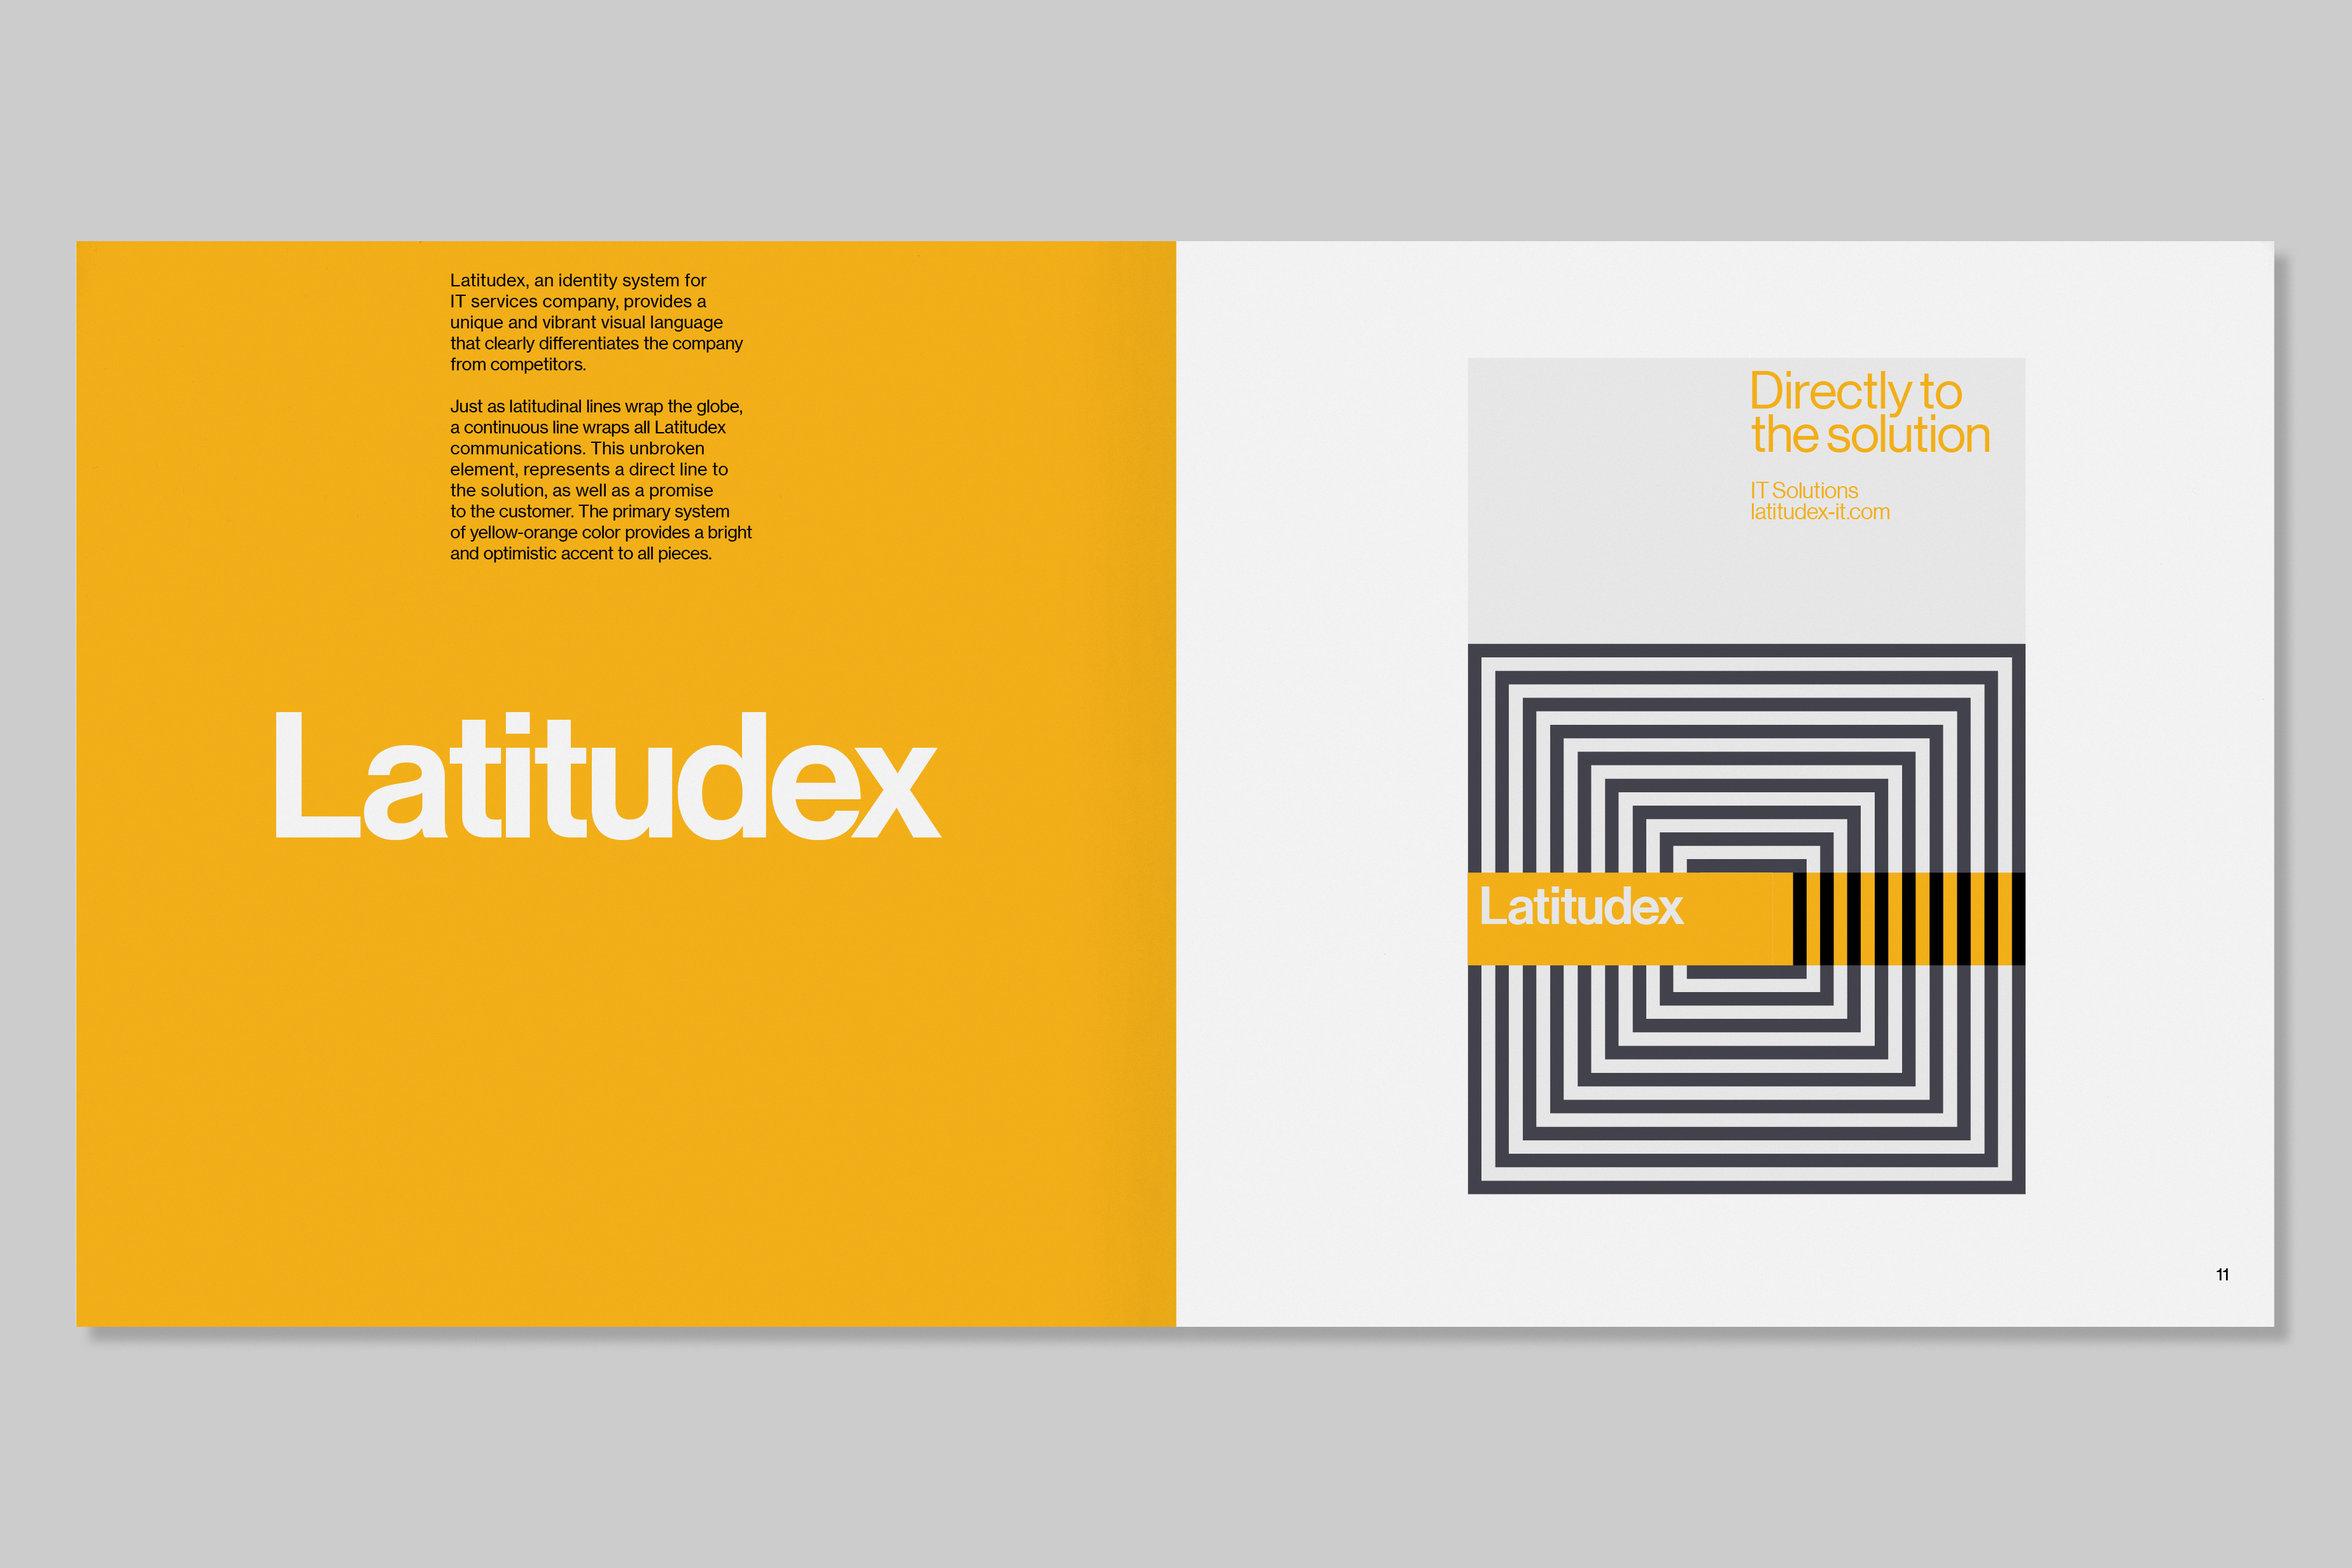 Latitudex, an identity system for
IT services company, provides a
unique and vibrant visual language
that clearly differentiates the company
from competitors.
Just as latitudinal lines wrap the globe,
a continuous line wraps all Latitudex
communications. This unbroken
element, represents a direct line to
the solution, as well as a promise
to the customer. The primary system
of yellow-orange color provides a bright
and optimistic accent to all pieces.
Latitudex
Directly to
the solution
IT Solutions
latitudex-it.com
Latitudex
11